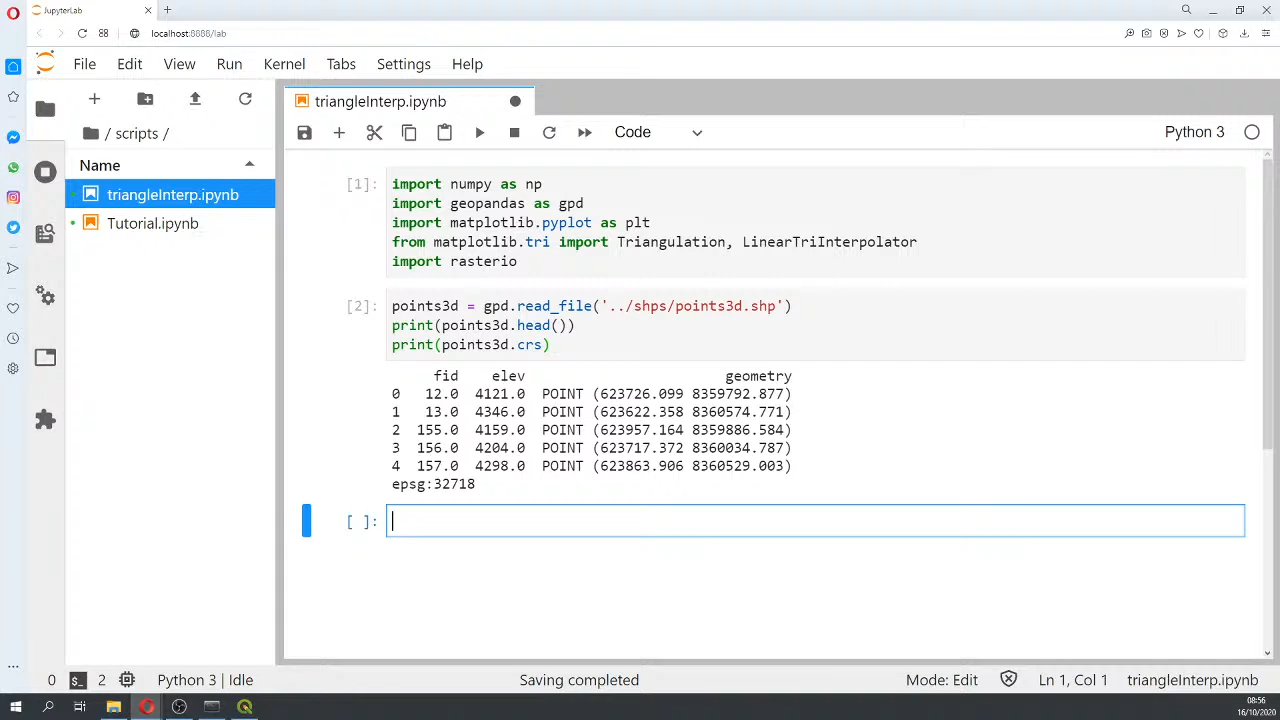 JupyterLab
localhost:8888/lab
File Edit View Run Kernel Tabs Settings Help
triangleInterp.ipynb
/ scripts /
Code
Python 3
Name
triangleInterp.ipynb
Tutorial.ipynb
[1]:
import numpy as np
import geopandas as gpd
import matplotlib.pyplot as plt
from matplotlib.tri import Triangulation, LinearTriInterpolator
import rasterio
[2]:
points3d = gpd.read_file('../shps/points3d.shp')
print(points3d.head())
print(points3d.crs)
fid elev geometry
0 12.0 4121.0 POINT (623726.099 8359792.877)
1 13.0 4346.0 POINT (623622.358 8360574.771)
2 155.0 4159.0 POINT (623957.164 8359886.584)
3 156.0 4204.0 POINT (623717.372 8360034.787)
4 157.0 4298.0 POINT (623863.906 8360529.003)
epsg:32718
[ ]:
0 2 Python 3 | Idle Saving completed Mode: Edit Ln 1, Col 1 triangleInterp.ipynb
08:56
16/10/2020